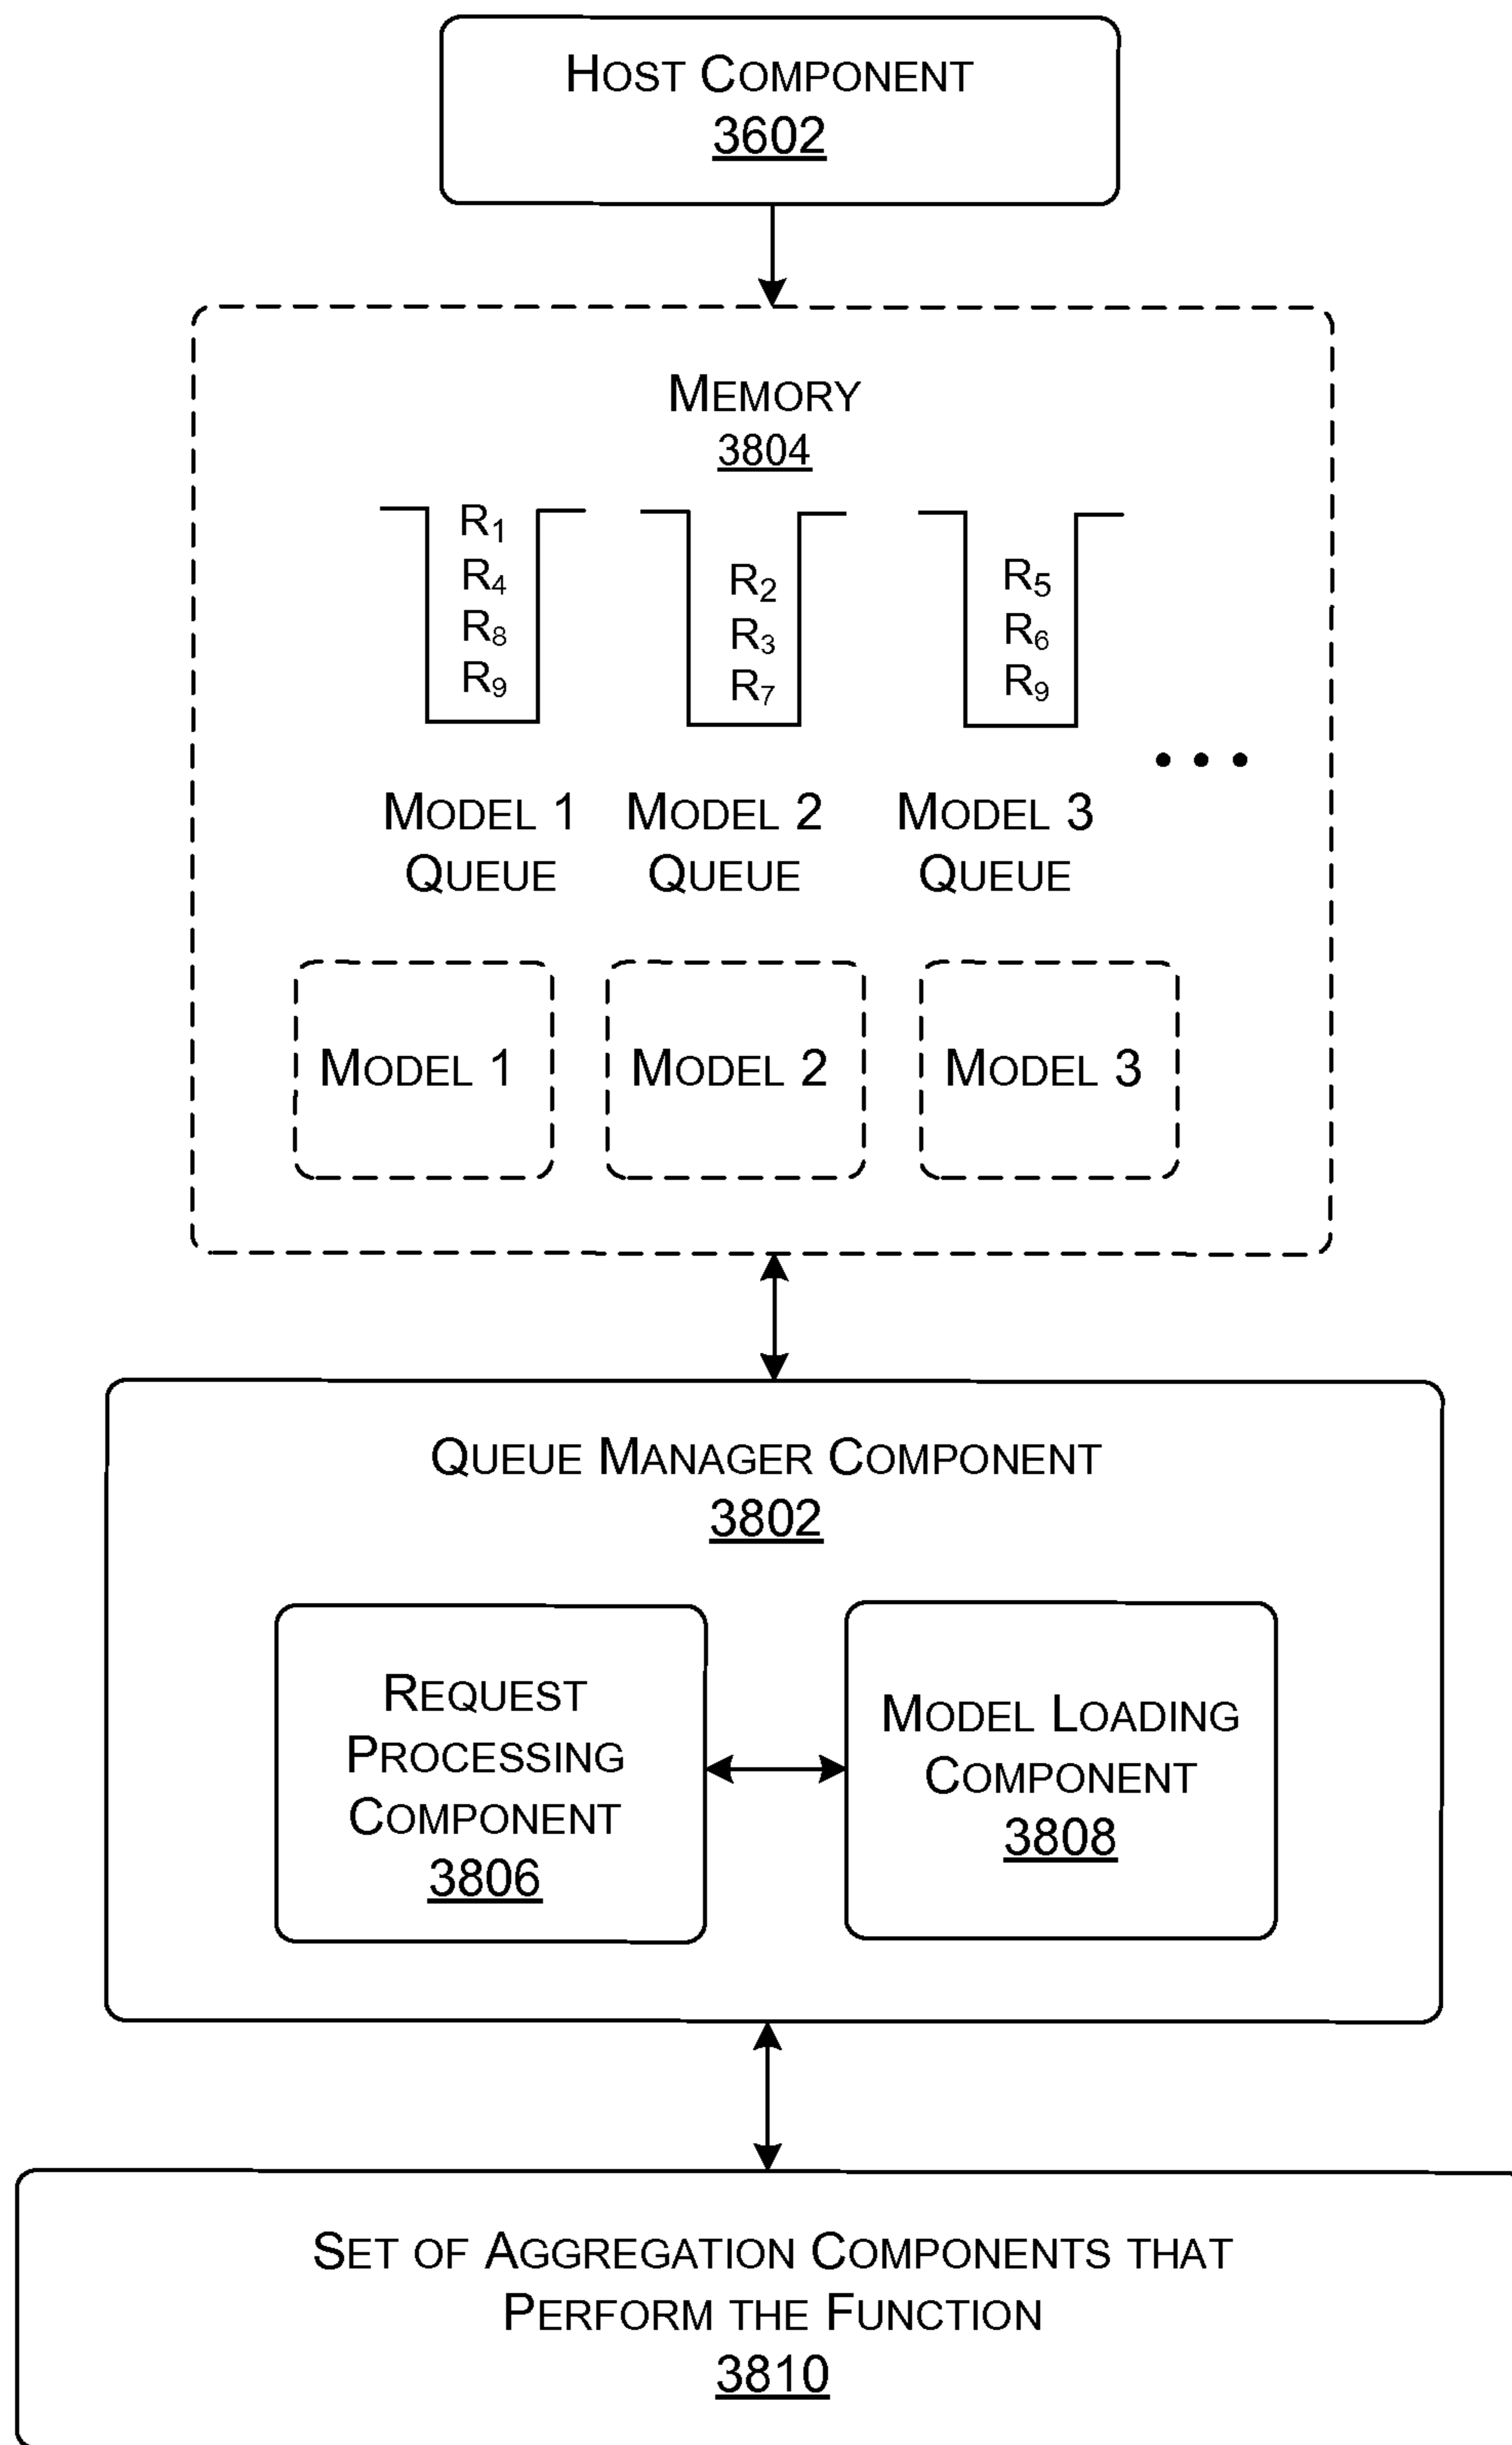 HOST COMPONENT
3602
MEMORY
3804
R1
R4
R8
R9
R2
R3
R7
R5
R6
R9
MODEL 1
QUEUE
MODEL 2
QUEUE
MODEL 3
QUEUE
MODEL 1
MODEL 2
MODEL 3
QUEUE MANAGER COMPONENT
3802
REQUEST
PROCESSING
COMPONENT
3806
MODEL LOADING
COMPONENT
3808
SET OF AGGREGATION COMPONENTS THAT
PERFORM THE FUNCTION
3810